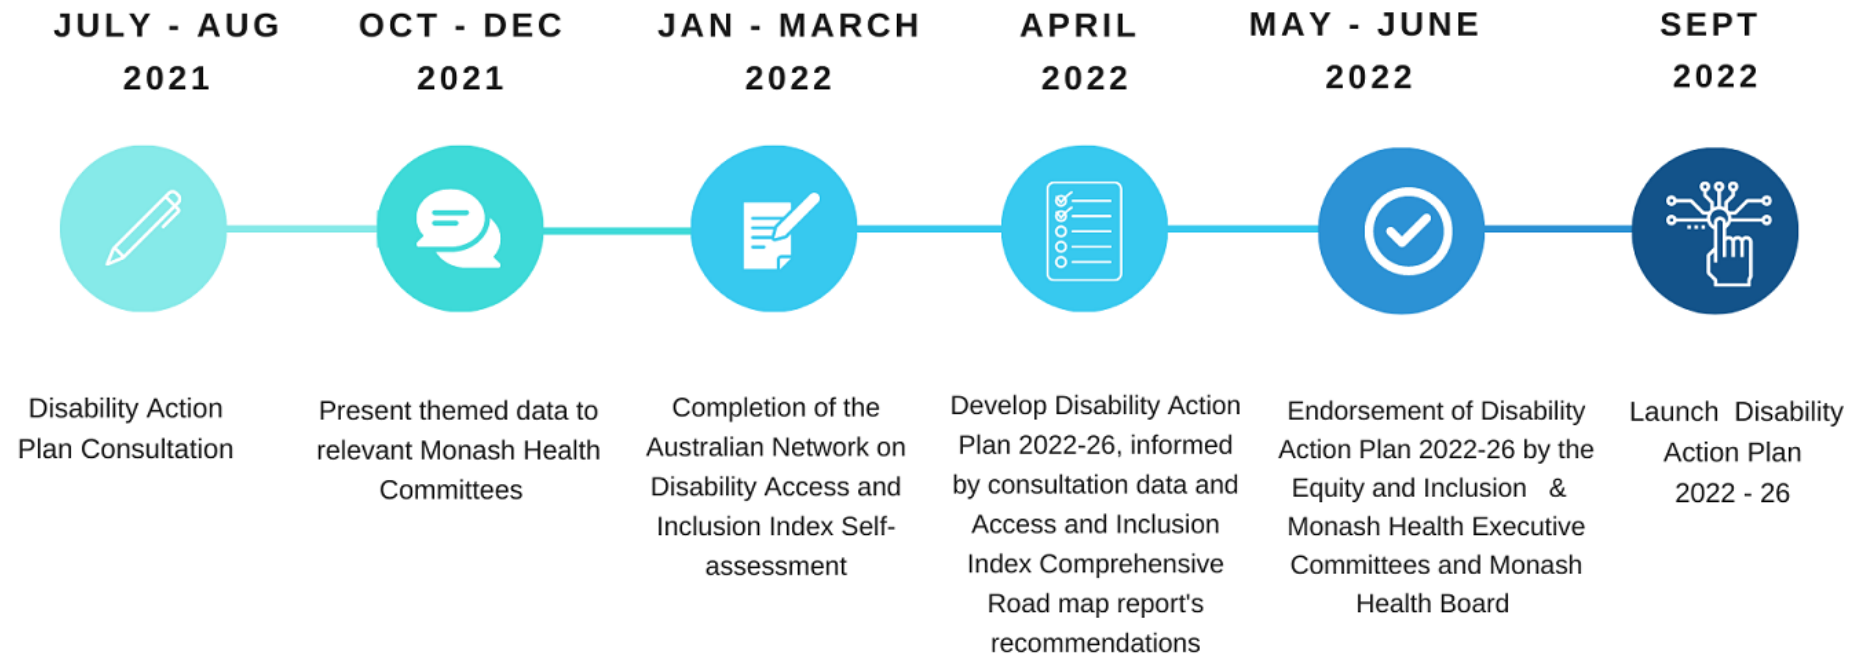 JULY - AUG
2021
OCT - DEC
2021
JAN - MARCH
2022
APRIL
2022
MAY - JUNE
2022
SEPT
2022
Disability Action
Plan Consultation
Present themed data to
relevant Monash Health
Committees
Completion of the
Australian Network on
Disability Access and
Inclusion Index Self-
assessment
Develop Disability Action
Plan 2022-26, informed
by consultation data and
Access and Inclusion
Index Comprehensive
Road map report's
recommendations
Endorsement of Disability
Action Plan 2022-26 by the
Equity and Inclusion &
Monash Health Executive
Committees and Monash
Health Board
Launch Disability
Action Plan
2022 - 26